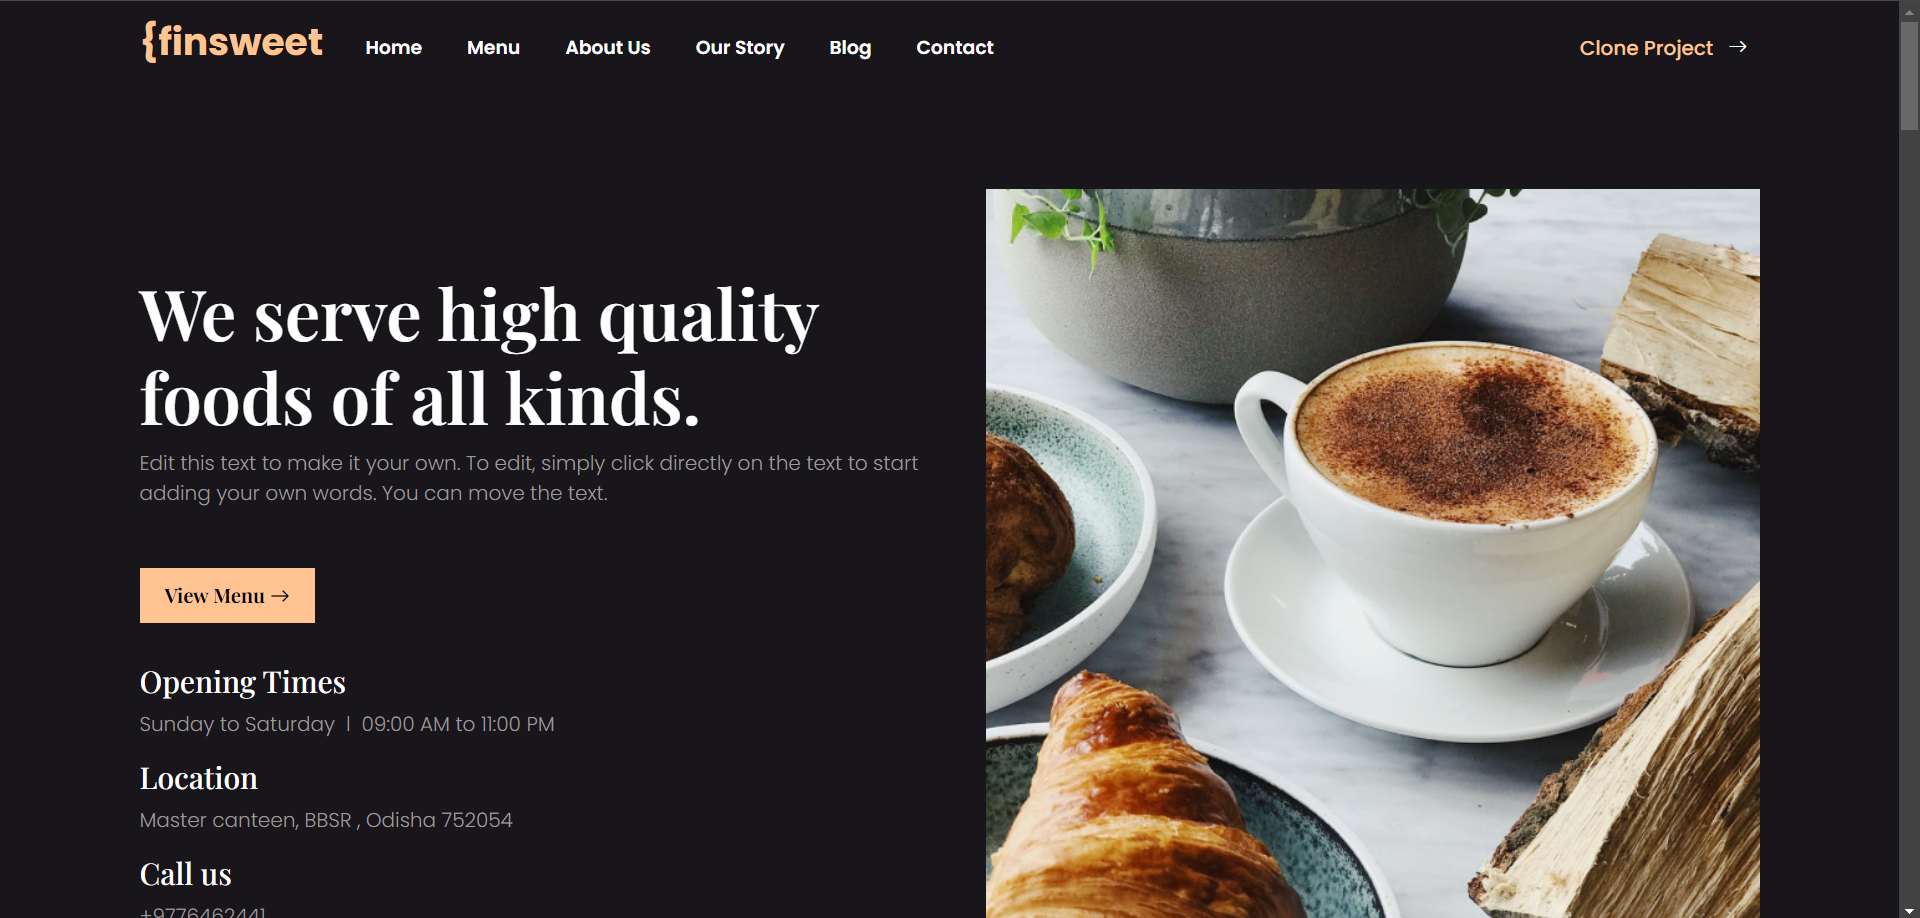 {finsweet
Home Menu About Us Our Story Blog Contact
Clone Project →
We serve high quality
foods of all kinds.
Edit this text to make it your own. To edit, simply click directly on the text to start
adding your own words. You can move the text.
View Menu →
Opening Times
Sunday to Saturday | 09:00 AM to 11:00 PM
Location
Master canteen, BBSR , Odisha 752054
Call us
+9776462441